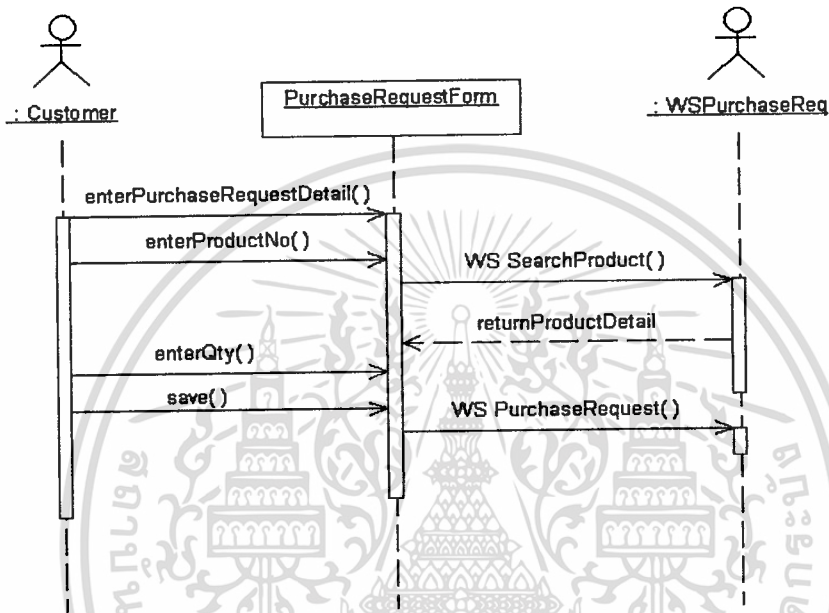 : Customer
PurchaseRequestForm
: WSPurchaseReq
enterPurchaseRequestDetail()
enterProductNo()
WS SearchProduct()
returnProductDetail
enterQty()
save()
WS PurchaseRequest()